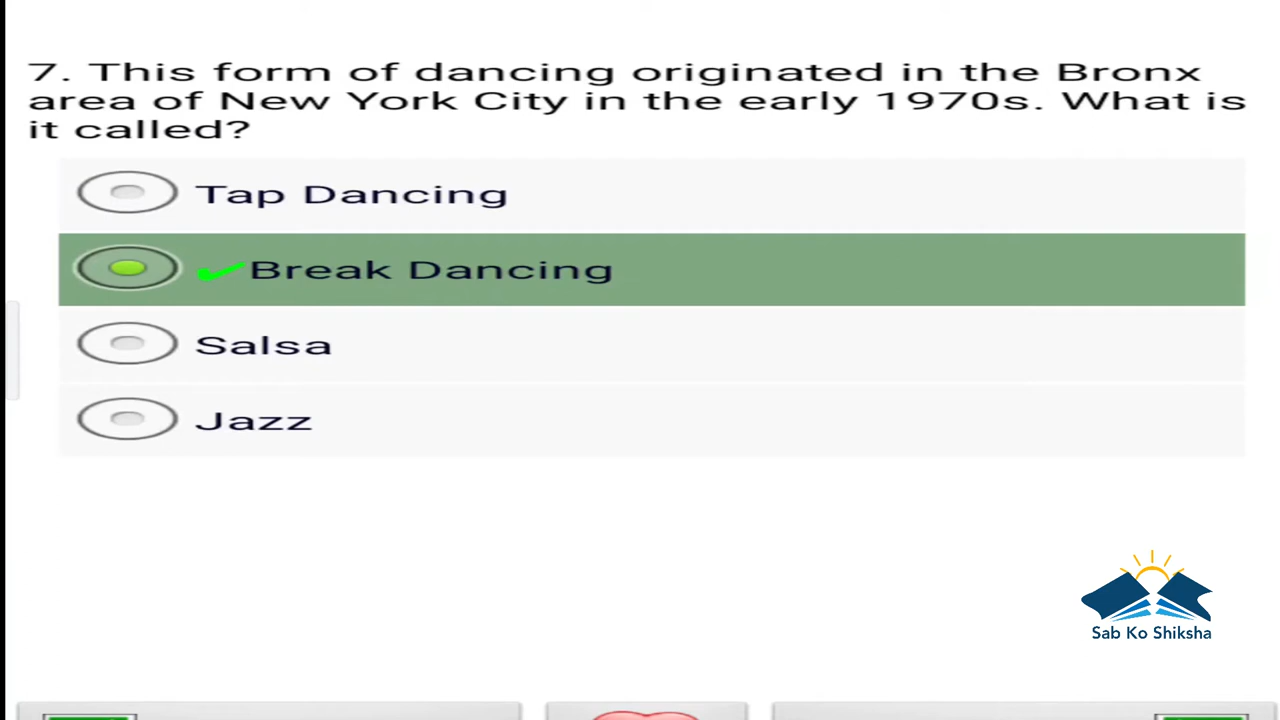 7. This form of dancing originated in the Bronx
area of New York City in the early 1970s. What is
it called?
Tap Dancing
✔Break Dancing
Salsa
Jazz
Sab Ko Shiksha